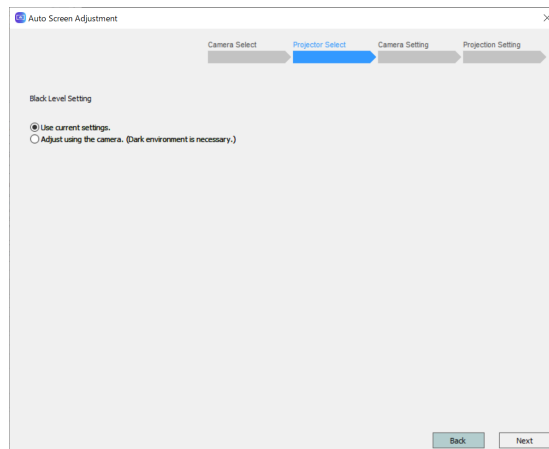 Auto Screen Adjustment
Camera Select
Projector Select
Camera Setting
Projection Setting
Black Level Setting
Use current settings.
Adjust using the camera. (Dark environment is necessary.)
Back
Next